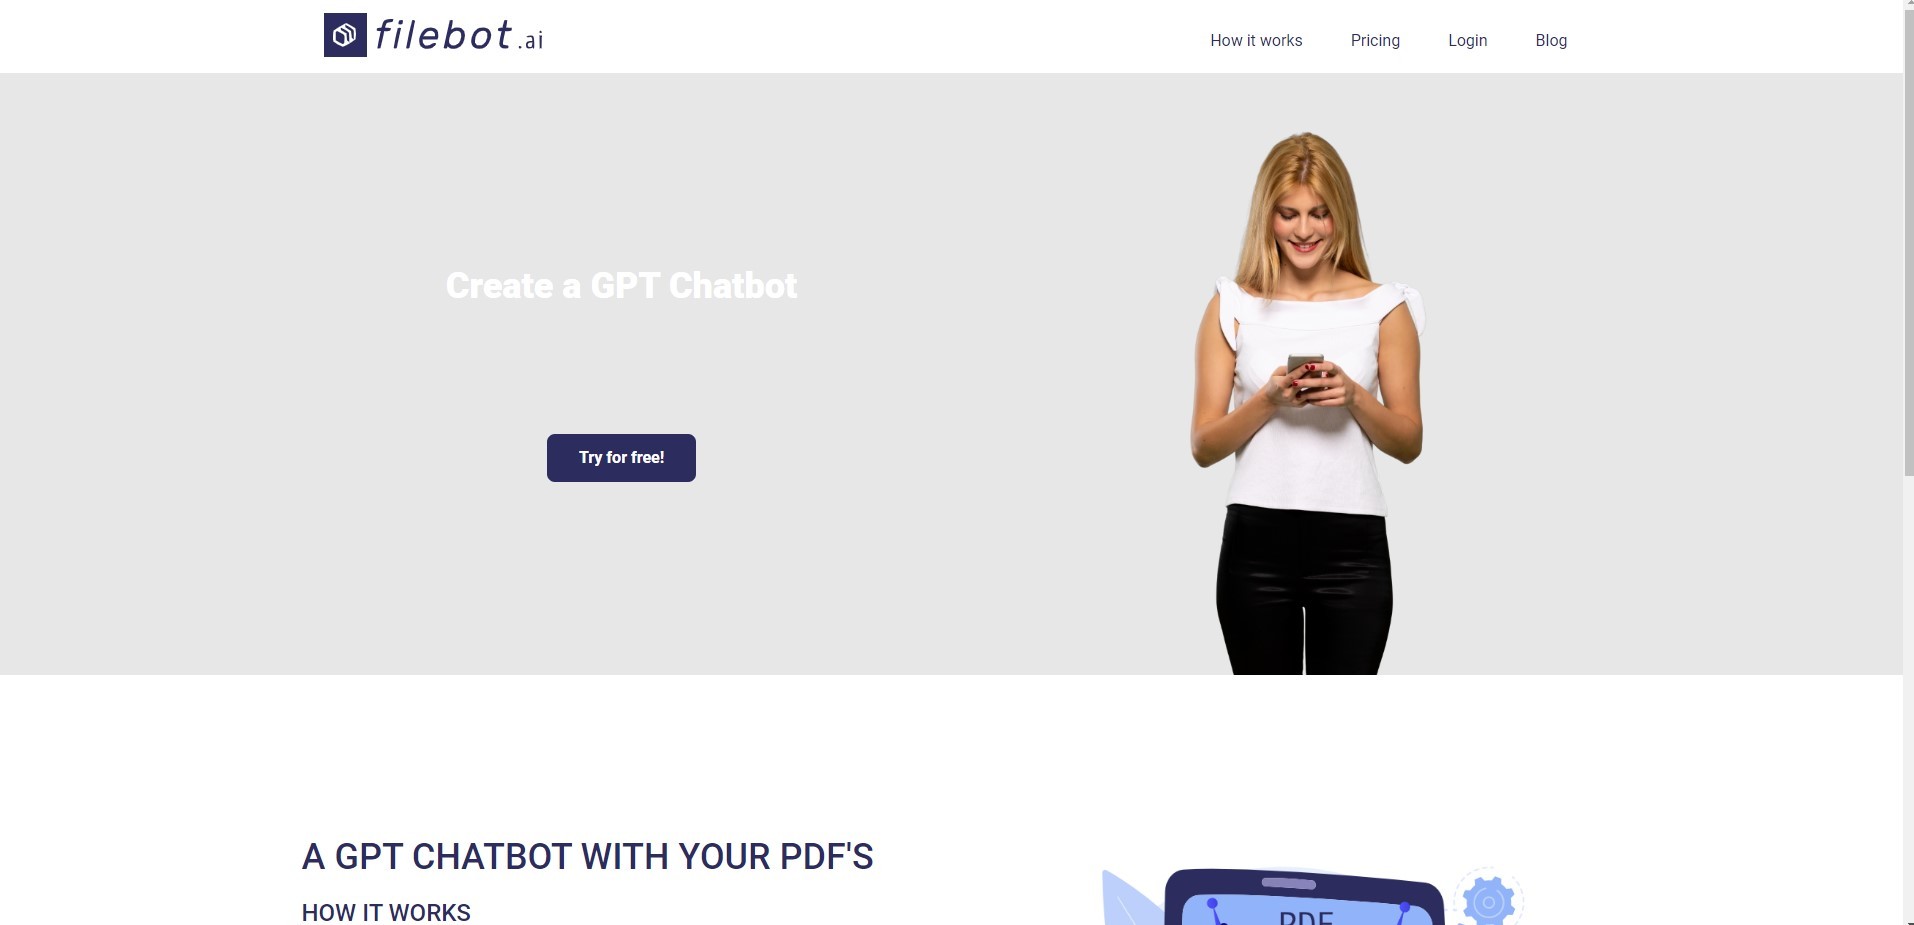 filebot.ai
How it works
Pricing
Login
Blog
Create a GPT Chatbot
Try for free!
A GPT CHATBOT WITH YOUR PDF'S
HOW IT WORKS
PDF